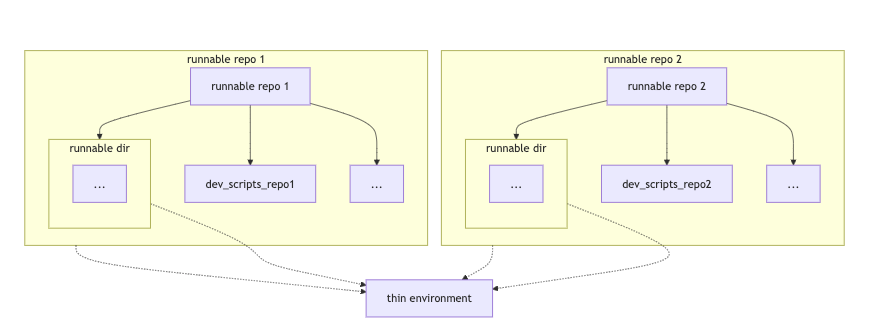 runnable repo 1
runnable repo 1
runnable dir
...
dev_scripts_repo1
...
runnable repo 2
runnable repo 2
runnable dir
...
dev_scripts_repo2
...
thin environment